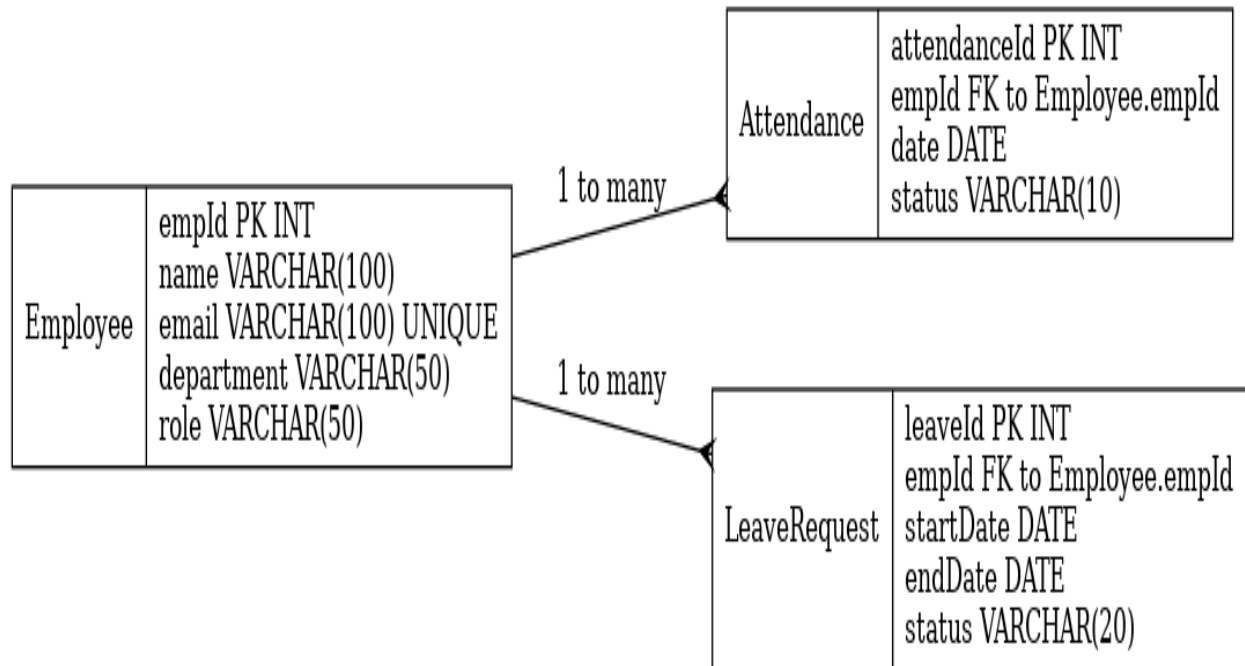 Employee
empId PK INT
name VARCHAR(100)
email VARCHAR(100) UNIQUE
department VARCHAR(50)
role VARCHAR(50)
1 to many
1 to many
Attendance
attendanceId PK INT
empId FK to Employee.empId
date DATE
status VARCHAR(10)
LeaveRequest
leaveId PK INT
empId FK to Employee.empId
startDate DATE
endDate DATE
status VARCHAR(20)